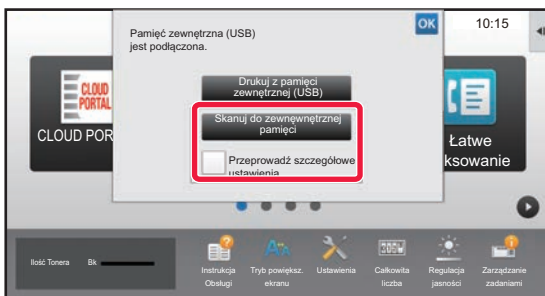 Pamięć zewnętrzna (USB)
jest podłączona.
OK
10:15
Drukuj z pamięci
zewnętrznej (USB)
Skanuj do zewnęwnętrznej
pamięci
Przeprowadź szczegółowe
ustawienia
CLOUD
PORTAL
CLOUD POR
Łatwe
ksowanie
Ilość Tonera
Bk
Instrukcja
Obsługi
Tryb powiększ.
ekranu
Ustawienia
Całkowita
liczba
Regulacja
jasności
Zarządzanie
zadaniami